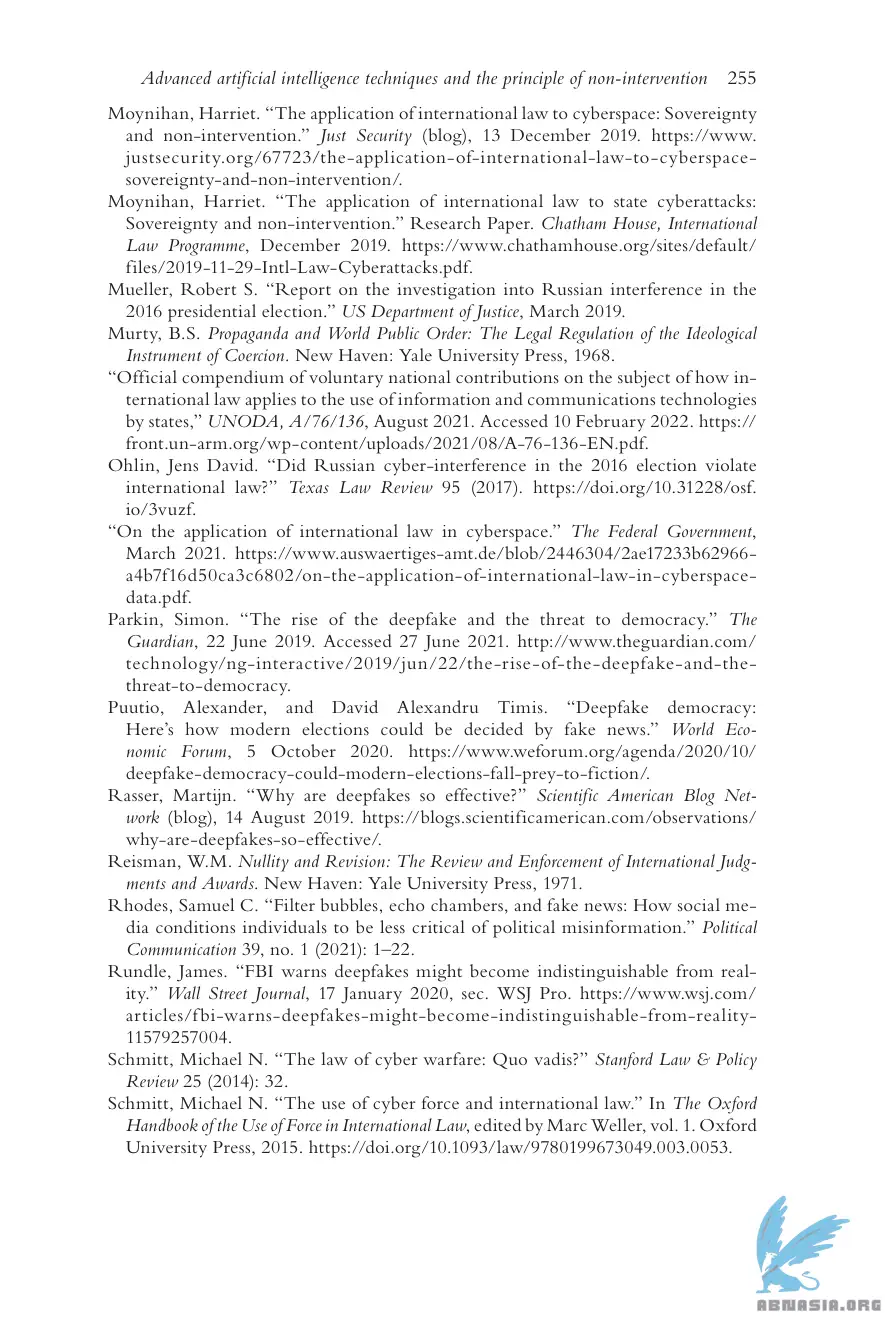 Advanced artificial intelligence techniques and the principle of non-intervention 255
Moynihan, Harriet. “The application of international law to cyberspace: Sovereignty
and non-intervention.” Just Security (blog), 13 December 2019. https://www.
justsecurity.org/67723/the-application-of-international-law-to-cyberspace-
sovereignty-and-non-intervention/.
Moynihan, Harriet. “The application of international law to state cyberattacks:
Sovereignty and non-intervention.” Research Paper. Chatham House, International
Law Programme, December 2019. https://www.chathamhouse.org/sites/default/
files/2019-11-29-Intl-Law-Cyberattacks.pdf.
Mueller, Robert S. “Report on the investigation into Russian interference in the
2016 presidential election.” US Department of Justice, March 2019.
Murty, B.S. Propaganda and World Public Order: The Legal Regulation of the Ideological
Instrument of Coercion. New Haven: Yale University Press, 1968.
“Official compendium of voluntary national contributions on the subject of how in-
ternational law applies to the use of information and communications technologies
by states,” UNODA, A/76/136, August 2021. Accessed 10 February 2022. https://
front.un-arm.org/wp-content/uploads/2021/08/A-76-136-EN.pdf.
Ohlin, Jens David. “Did Russian cyber-interference in the 2016 election violate
international law?” Texas Law Review 95 (2017). https://doi.org/10.31228/osf.
io/3vuzf.
“On the application of international law in cyberspace.” The Federal Government,
March 2021. https://www.auswaertiges-amt.de/blob/2446304/2ae17233b62966-
a4b7f16d50ca3c6802/on-the-application-of-international-law-in-cyberspace-
data.pdf.
Parkin, Simon. “The rise of the deepfake and the threat to democracy.” The
Guardian, 22 June 2019. Accessed 27 June 2021. http://www.theguardian.com/
technology/ng-interactive/2019/jun/22/the-rise-of-the-deepfake-and-the-
threat-to-democracy.
Puutio, Alexander, and David Alexandru Timis. “Deepfake democracy:
Here’s how modern elections could be decided by fake news.” World Eco-
nomic Forum, 5 October 2020. https://www.weforum.org/agenda/2020/10/
deepfake-democracy-could-modern-elections-fall-prey-to-fiction/.
Rasser, Martijn. “Why are deepfakes so effective?” Scientific American Blog Net-
work (blog), 14 August 2019. https://blogs.scientificamerican.com/observations/
why-are-deepfakes-so-effective/.
Reisman, W.M. Nullity and Revision: The Review and Enforcement of International Judg-
ments and Awards. New Haven: Yale University Press, 1971.
Rhodes, Samuel C. “Filter bubbles, echo chambers, and fake news: How social me-
dia conditions individuals to be less critical of political misinformation.” Political
Communication 39, no. 1 (2021): 1–22.
Rundle, James. “FBI warns deepfakes might become indistinguishable from real-
ity.” Wall Street Journal, 17 January 2020, sec. WSJ Pro. https://www.wsj.com/
articles/fbi-warns-deepfakes-might-become-indistinguishable-from-reality-
11579257004.
Schmitt, Michael N. “The law of cyber warfare: Quo vadis?” Stanford Law & Policy
Review 25 (2014): 32.
Schmitt, Michael N. “The use of cyber force and international law.” In The Oxford
Handbook of the Use of Force in International Law, edited by Marc Weller, vol. 1. Oxford
University Press, 2015. https://doi.org/10.1093/law/9780199673049.003.0053.
ABNASIA.ORG